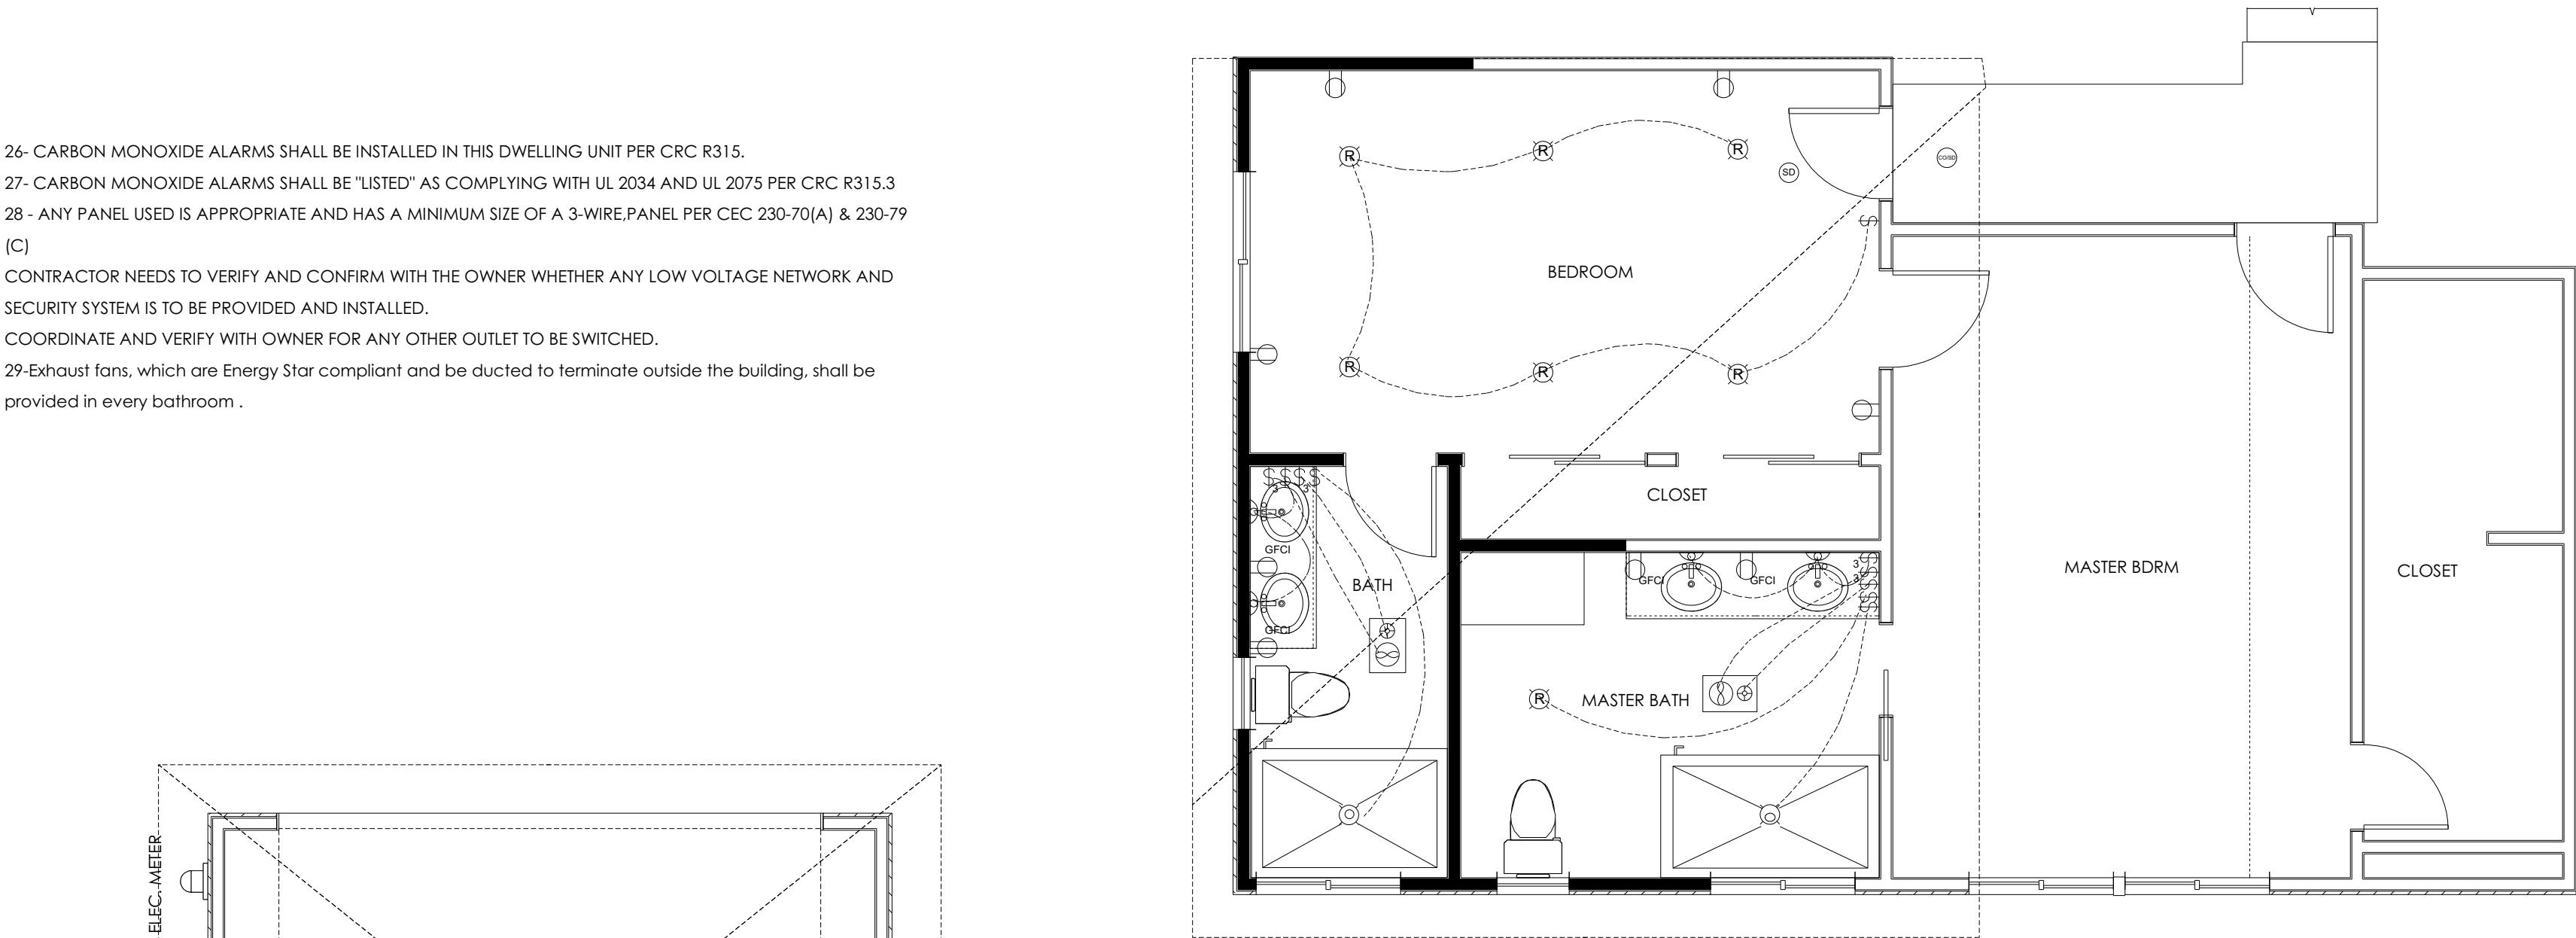 26- CARBON MONOXIDE ALARMS SHALL BE INSTALLED IN THIS DWELLING UNIT PER CRC R315.
27- CARBON MONOXIDE ALARMS SHALL BE "LISTED" AS COMPLYING WITH UL 2034 AND UL 2075 PER CRC R315.3
28 - ANY PANEL USED IS APPROPRIATE AND HAS A MINIMUM SIZE OF A 3-WIRE,PANEL PER CEC 230-70(A) & 230-79
(C)
CONTRACTOR NEEDS TO VERIFY AND CONFIRM WITH THE OWNER WHETHER ANY LOW VOLTAGE NETWORK AND
SECURITY SYSTEM IS TO BE PROVIDED AND INSTALLED.
COORDINATE AND VERIFY WITH OWNER FOR ANY OTHER OUTLET TO BE SWITCHED.
29-Exhaust fans, which are Energy Star compliant and be ducted to terminate outside the building, shall be
provided in every bathroom .
ELEC. METER
R
R
R
SD
CO/SD
$
BEDROOM
R
R
R
$ $ $ $
3 3
CLOSET
GFCI
BATH
GFCI
GFCI
GFCI
3
3
$
$
$
$
$
MASTER BDRM
CLOSET
R
MASTER BATH